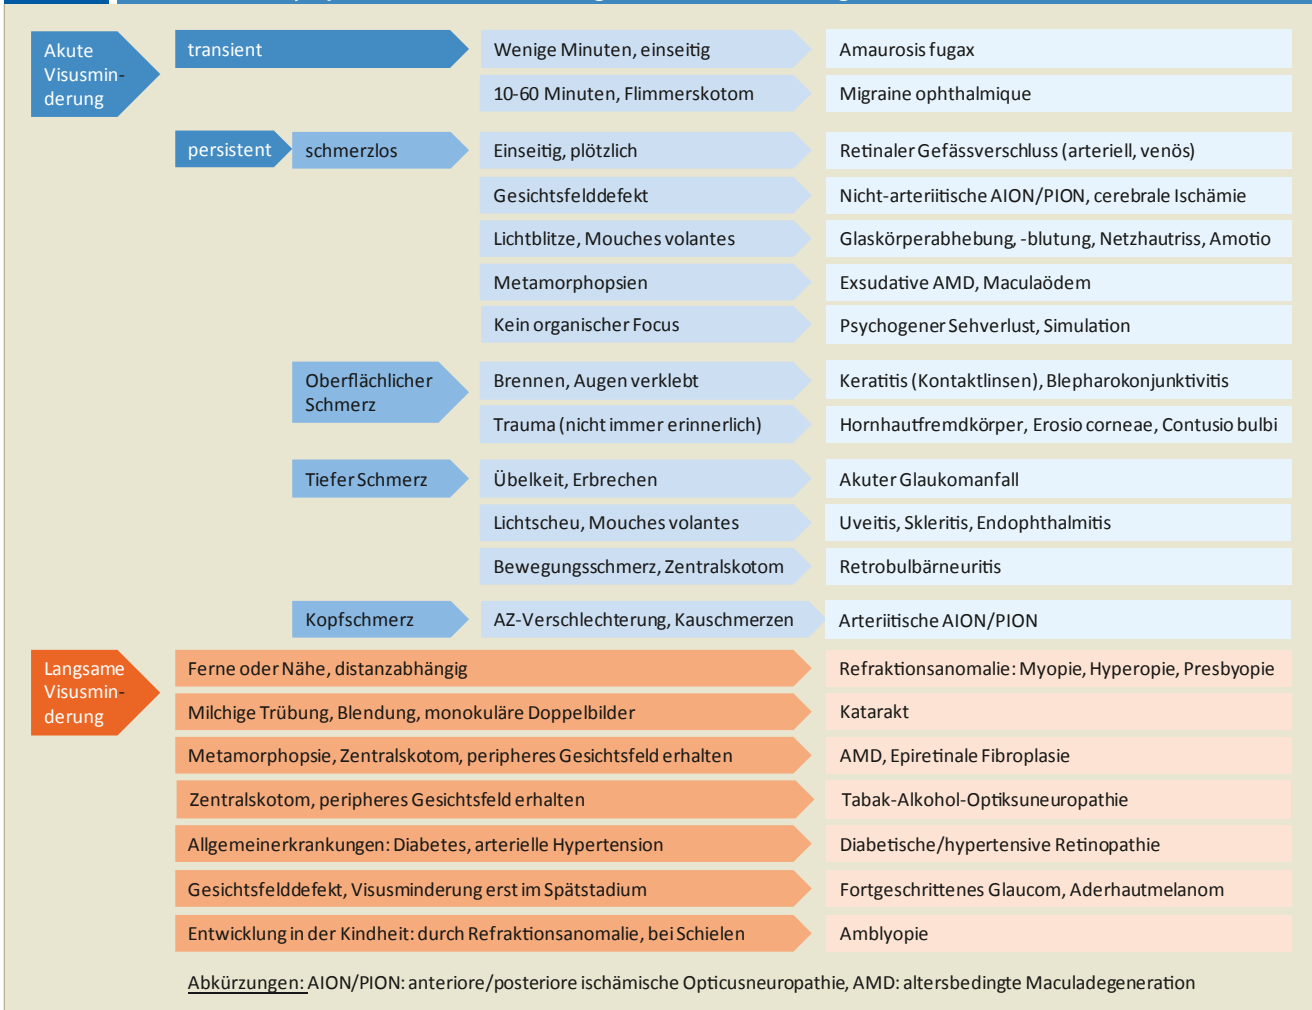 Akute
Visusmin-
derung
transient
Wenige Minuten, einseitig
Amaurosis fugax
10-60 Minuten, Flimmerskotom
Migraine ophthalmique
persistent
schmerzlos
Einseitig, plötzlich
Retinaler Gefässverschluss (arteriell, venös)
Gesichtsfelddefekt
Nicht-arteriitische AION/PION, cerebrale Ischämie
Lichtblitze, Mouches volantes
Glaskörperabhebung, -blutung, Netzhautriss, Amotio
Metamorphopsien
Exsudative AMD, Maculaödem
Kein organischer Focus
Psychogener Sehverlust, Simulation
Oberflächlicher
Schmerz
Brennen, Augen verklebt
Keratitis (Kontaktlinsen), Blepharokonjunktivitis
Trauma (nicht immer erinnerlich)
Hornhautfremdkörper, Erosio corneae, Contusio bulbi
Tiefer Schmerz
Übelkeit, Erbrechen
Akuter Glaukomanfall
Lichtscheu, Mouches volantes
Uveitis, Skleritis, Endophthalmitis
Bewegungsschmerz, Zentralskotom
Retrobulbärneuritis
Kopfschmerz
AZ-Verschlechterung, Kauschmerzen
Arteriitische AION/PION
Langsame
Visusmin-
derung
Ferne oder Nähe, distanzabhängig
Refraktionsanomalie: Myopie, Hyperopie, Presbyopie
Milchige Trübung, Blendung, monokuläre Doppelbilder
Katarakt
Metamorphopsie, Zentralskotom, peripheres Gesichtsfeld erhalten
AMD, Epiretinale Fibroplasie
Zentralskotom, peripheres Gesichtsfeld erhalten
Tabak-Alkohol-Optiksuneuropathie
Allgemeinerkrankungen: Diabetes, arterielle Hypertension
Diabetische/hypertensive Retinopathie
Gesichtsfelddefekt, Visusminderung erst im Spätstadium
Fortgeschrittenes Glaucom, Aderhautmelanom
Entwicklung in der Kindheit: durch Refraktionsanomalie, bei Schielen
Amblyopie
Abkürzungen: AION/PION: anteriore/posteriore ischämische Opticusneuropathie, AMD: altersbedingte Maculadegeneration